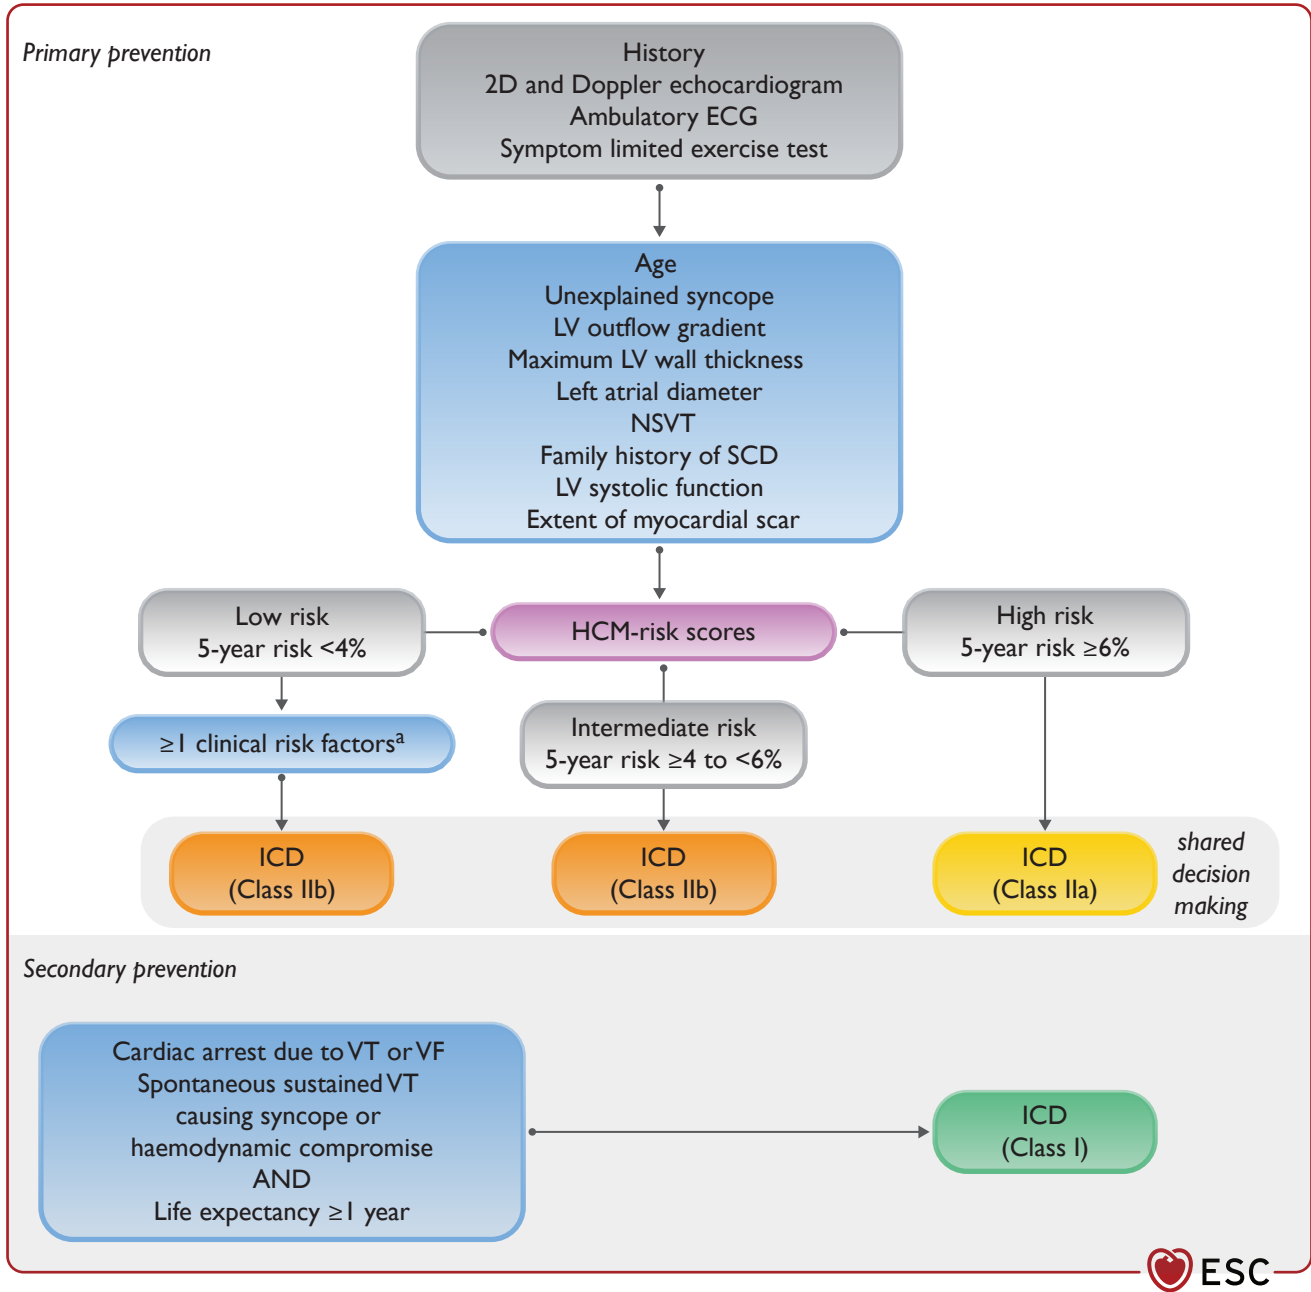 Primary prevention
History
2D and Doppler echocardiogram
Ambulatory ECG
Symptom limited exercise test
Age
Unexplained syncope
LV outflow gradient
Maximum LV wall thickness
Left atrial diameter
NSVT
Family history of SCD
LV systolic function
Extent of myocardial scar
Low risk
5-year risk <4%
HCM-risk scores
High risk
5-year risk ≥6%
≥1 clinical risk factorsᵃ
Intermediate risk
5-year risk ≥4 to <6%
ICD
(Class IIb)
ICD
(Class IIb)
ICD
(Class IIa)
shared
decision
making
Secondary prevention
Cardiac arrest due to VT or VF
Spontaneous sustained VT
causing syncope or
haemodynamic compromise
AND
Life expectancy ≥1 year
ICD
(Class I)
ESC